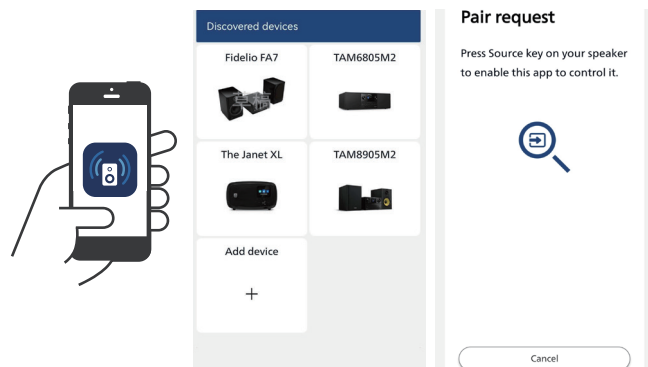 Discovered devices
Fidelio FA7
TAM6805M2
The Janet XL
TAM8905M2
Add device
Pair request
Press Source key on your speaker
to enable this app to control it.
Cancel